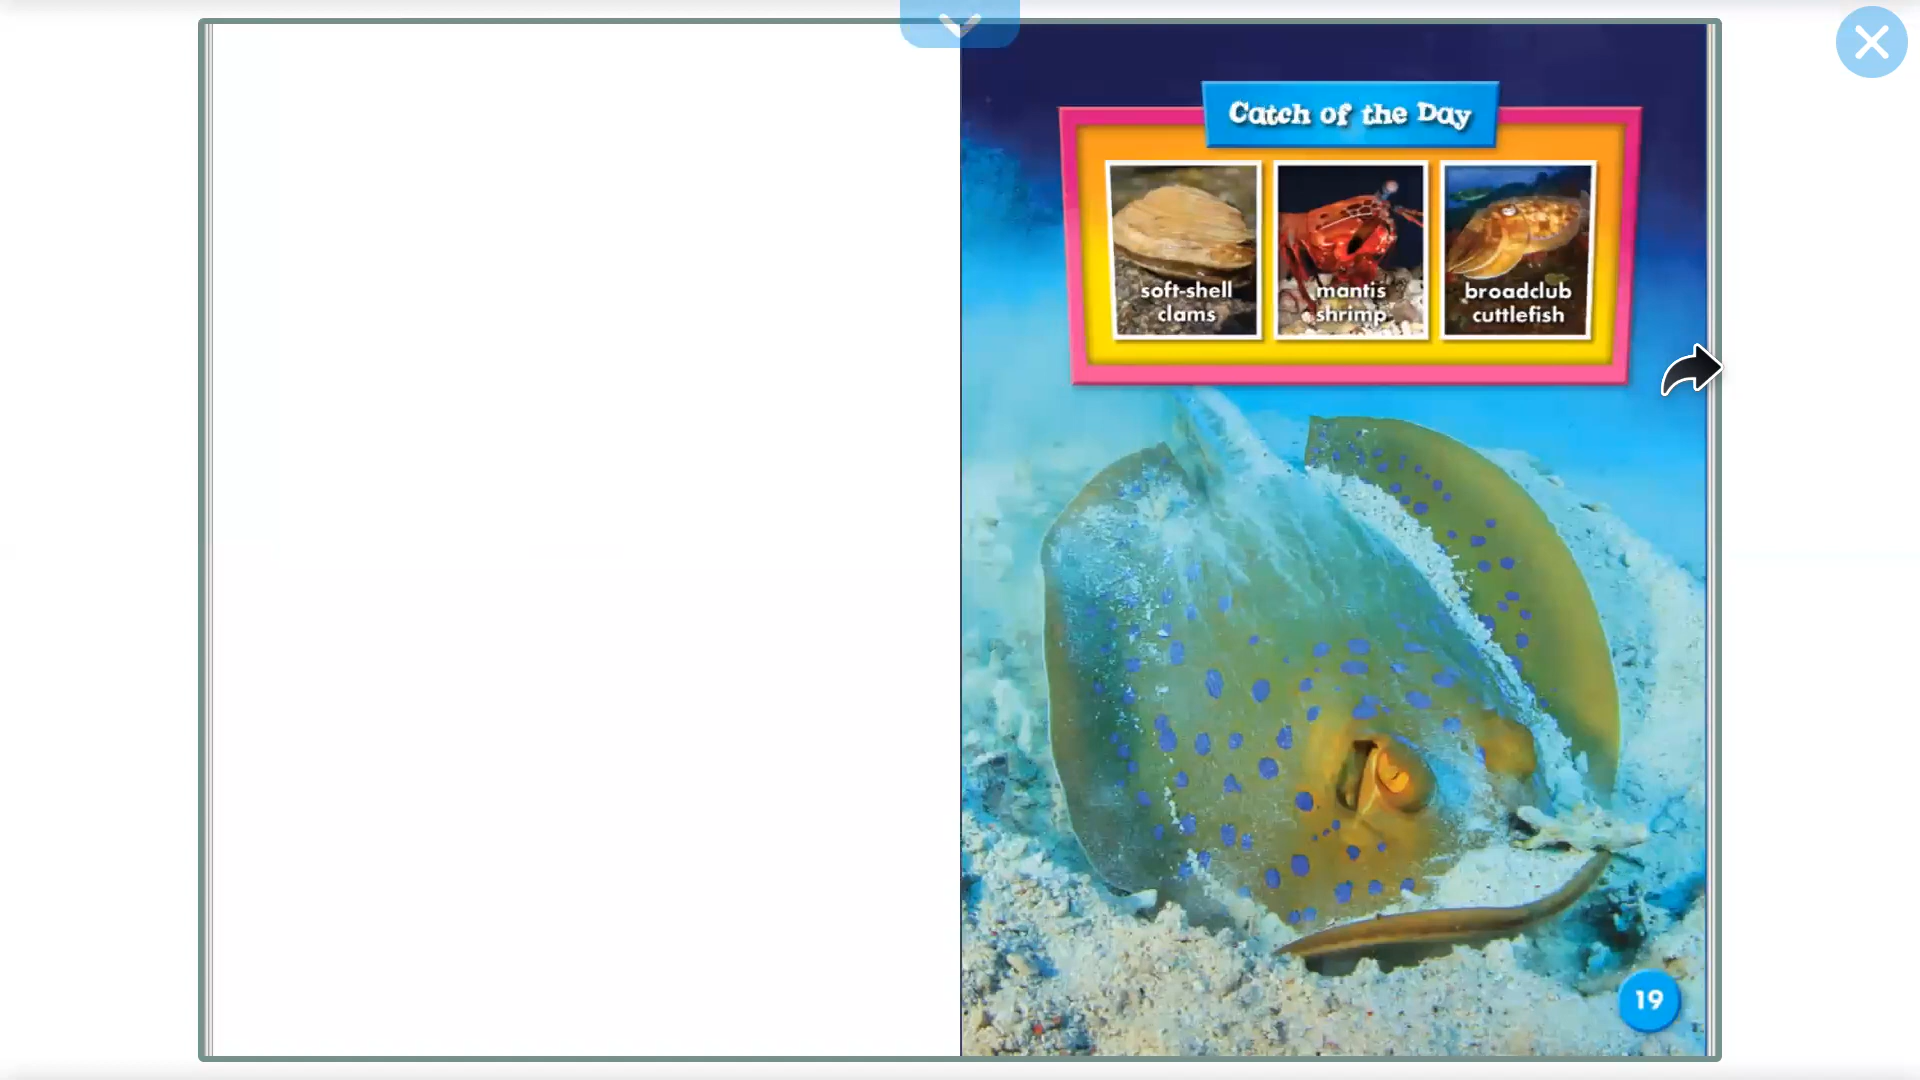 Catch of the Day
soft-shell
clams
mantis
shrimp
broadclub
cuttlefish
19